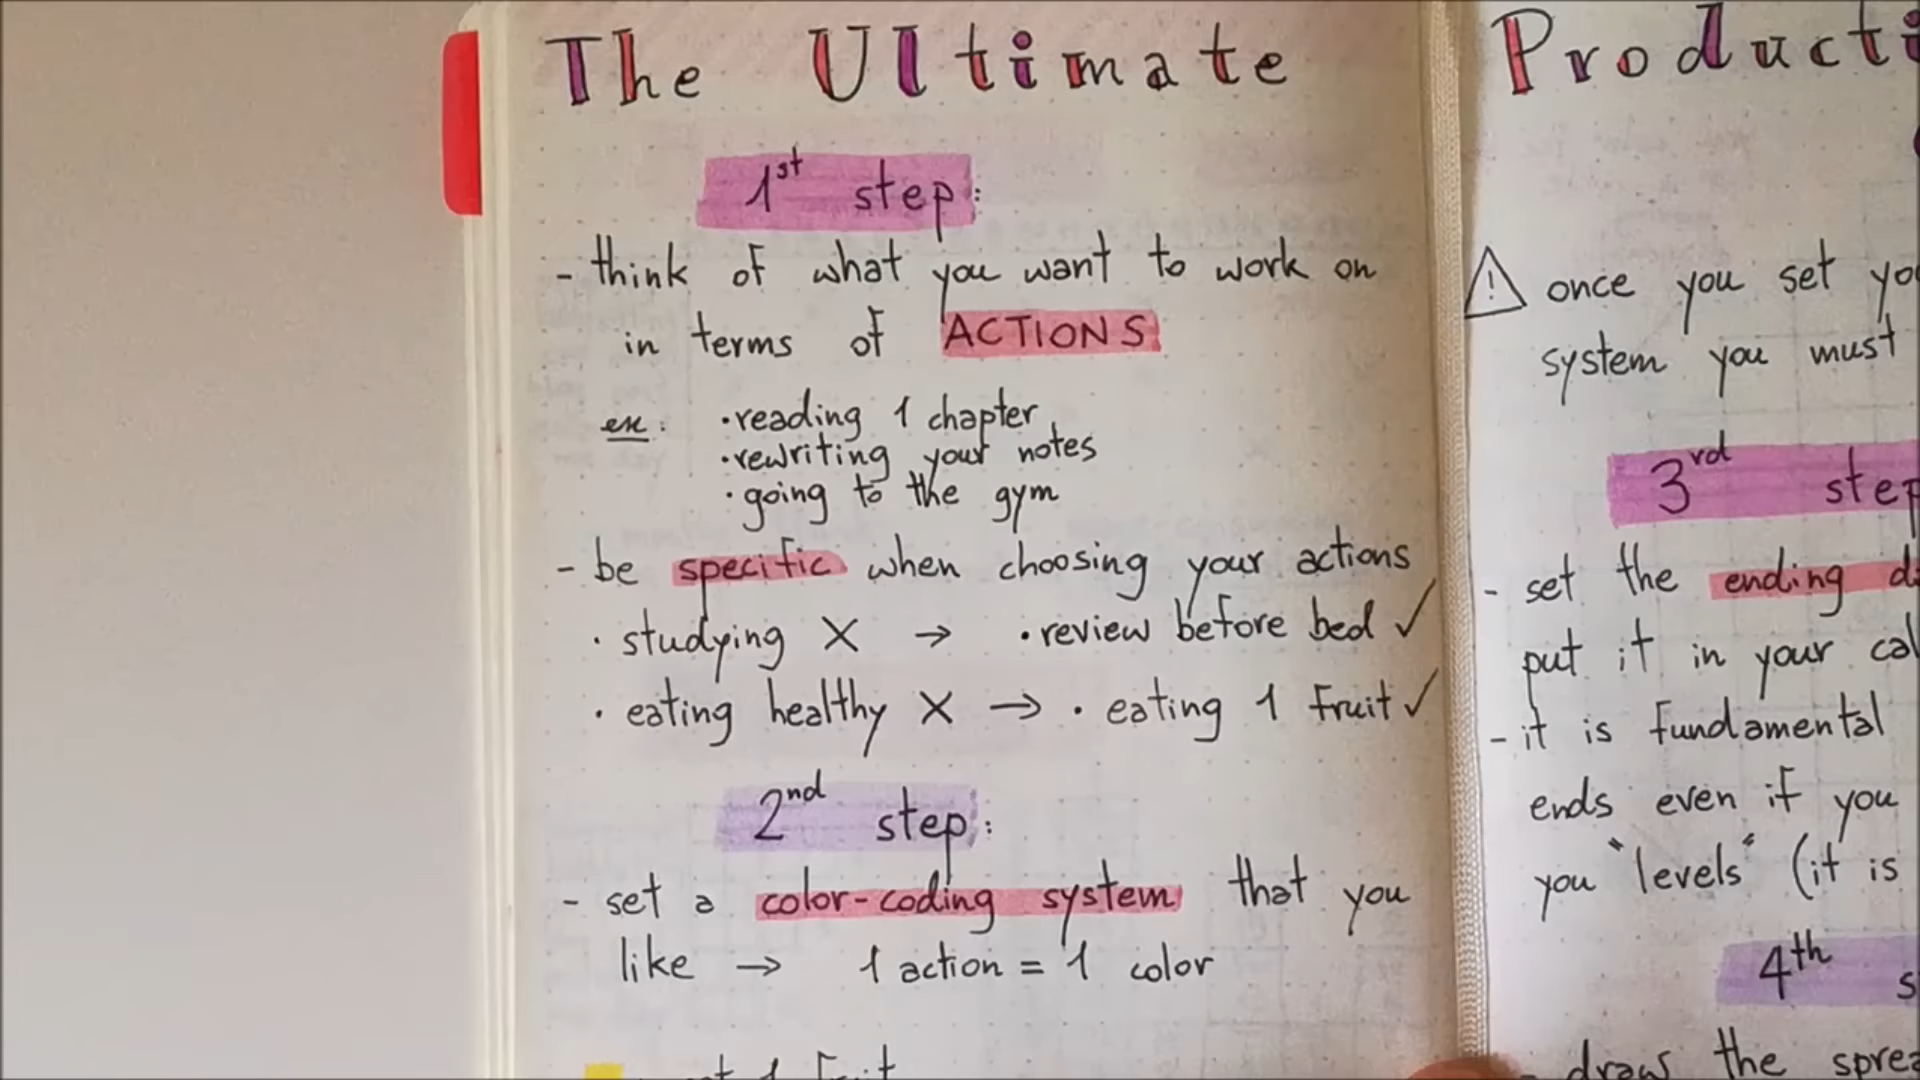 The Ultimate
1st step:
- think of what you want to work on
in terms of ACTIONS
ex: • reading 1 chapter
• rewriting your notes
• going to the gym
- be specific when choosing your actions
• studying X → • review before bed ✓
• eating healthy X → • eating 1 fruit ✓
2nd step:
- set a color-coding system that you
like → 1 action = 1 color
1 fruit
Producti
⚠ once you set yo
system you must
3rd step
- set the ending d
put it in your cal
- it is fundamental
ends even if you
you "levels" (it is
4th s
- draw the sprea